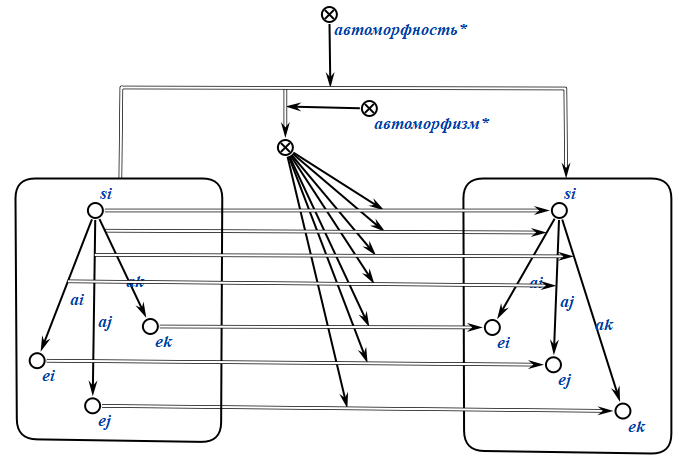 автоморфность*
автоморфизм*
si
si
ak
ai
ai
aj
aj
ak
ek
ei
ei
ej
ej
ek